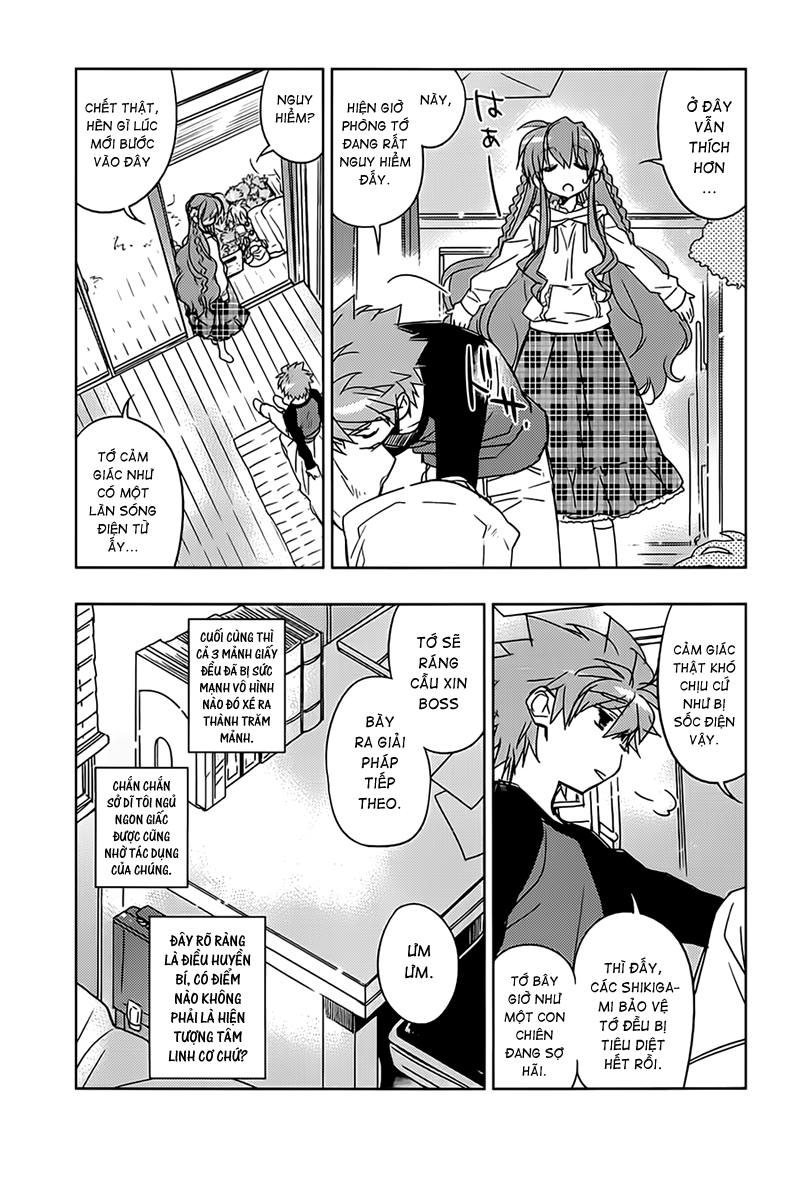 Ở ĐÂY
VẪN
THÍCH
HƠN
...
はぁ
NÀY,
HIỆN GIỜ
PHÒNG TỚ
ĐANG RẤT
NGUY HIỂM
ĐẤY.
NGUY
HIỂM?
CHẾT THẬT,
HÈN GÌ LÚC
MỚI BƯỚC
VÀO ĐÂY
TỚ CẢM
GIÁC NHƯ
CÓ MỘT
LÀN SÓNG
ĐIỆN TỪ
ẤY...
CẢM GIÁC
THẬT KHÓ
CHỊU CỨ
NHƯ BỊ
SỐC ĐIỆN
VẬY.
THÌ ĐẤY,
CÁC SHIKIGA-
MI BẢO VỆ
TỚ ĐỀU BỊ
TIÊU DIỆT
HẾT RỒI.
TỚ BÂY
GIỜ NHƯ
MỘT CON
CHIÊN
ĐANG SỢ
HÃI.
TỚ SẼ
RÁNG
CẦU XIN
BOSS
BÀY
RA GIẢI
PHÁP
TIẾP
THEO.
ƯM
ƯM.
CUỐI CÙNG THÌ
CẢ 3 MẢNH GIẤY
ĐỀU ĐÃ BỊ SỨC
MẠNH VÔ HÌNH
NÀO ĐÓ XÉ RA
THÀNH TRĂM
MẢNH.
CHẮN CHẮN
SỞ DĨ TÔI NGỦ
NGON GIẤC
ĐƯỢC CŨNG
NHỜ TÁC DỤNG
CỦA CHÚNG.
ĐÂY RÕ RÀNG
LÀ ĐIỀU HUYỀN
BÍ, CÓ ĐIỂM
NÀO KHÔNG
PHẢI LÀ HIỆN
TƯỢNG TÂM
LINH CƠ CHỨ?